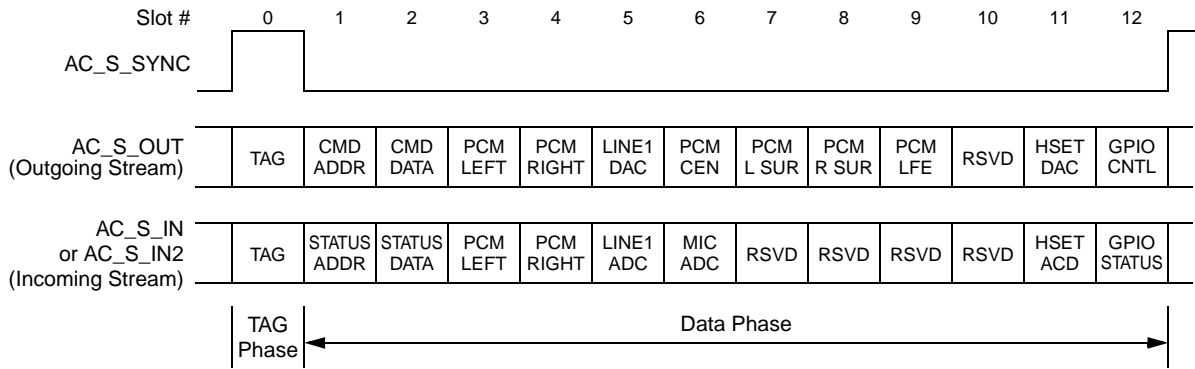 Slot # 0 1 2 3 4 5 6 7 8 9 10 11 12
AC_S_SYNC
AC_S_OUT
(Outgoing Stream)
TAG
CMD
ADDR
CMD
DATA
PCM
LEFT
PCM
RIGHT
LINE1
DAC
PCM
CEN
PCM
L SUR
PCM
R SUR
PCM
LFE
RSVD
HSET
DAC
GPIO
CNTL
AC_S_IN
or AC_S_IN2
(Incoming Stream)
TAG
STATUS
ADDR
STATUS
DATA
PCM
LEFT
PCM
RIGHT
LINE1
ADC
MIC
ADC
RSVD
RSVD
RSVD
RSVD
HSET
ACD
GPIO
STATUS
TAG
Phase
Data Phase